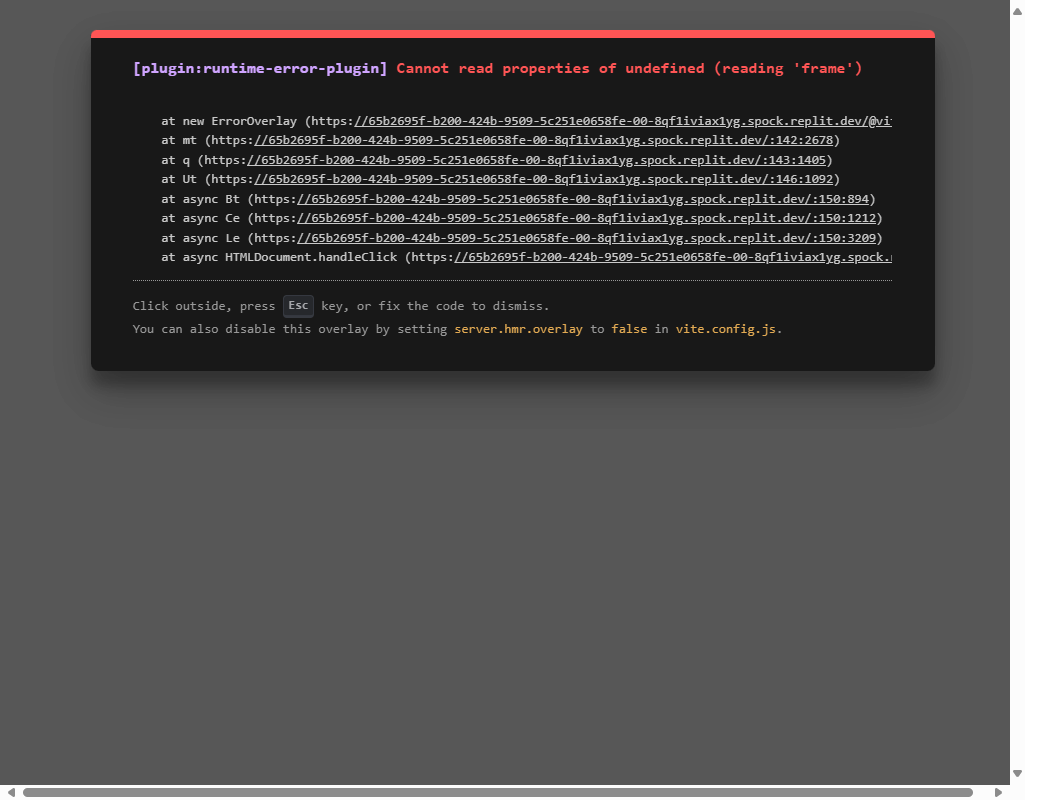 [plugin:runtime-error-plugin] Cannot read properties of undefined (reading 'frame')
at new ErrorOverlay (https://65b2695f-b200-424b-9509-5c251e0658fe-00-8qf1iviax1yg.spock.replit.dev/@vi
at mt (https://65b2695f-b200-424b-9509-5c251e0658fe-00-8qf1iviax1yg.spock.replit.dev/:142:2678)
at q (https://65b2695f-b200-424b-9509-5c251e0658fe-00-8qf1iviax1yg.spock.replit.dev/:143:1405)
at Ut (https://65b2695f-b200-424b-9509-5c251e0658fe-00-8qf1iviax1yg.spock.replit.dev/:146:1092)
at async Bt (https://65b2695f-b200-424b-9509-5c251e0658fe-00-8qf1iviax1yg.spock.replit.dev/:150:894)
at async Ce (https://65b2695f-b200-424b-9509-5c251e0658fe-00-8qf1iviax1yg.spock.replit.dev/:150:1212)
at async Le (https://65b2695f-b200-424b-9509-5c251e0658fe-00-8qf1iviax1yg.spock.replit.dev/:150:3209)
at async HTMLDocument.handleClick (https://65b2695f-b200-424b-9509-5c251e0658fe-00-8qf1iviax1yg.spock.
Click outside, press Esc key, or fix the code to dismiss.
You can also disable this overlay by setting server.hmr.overlay to false in vite.config.js.